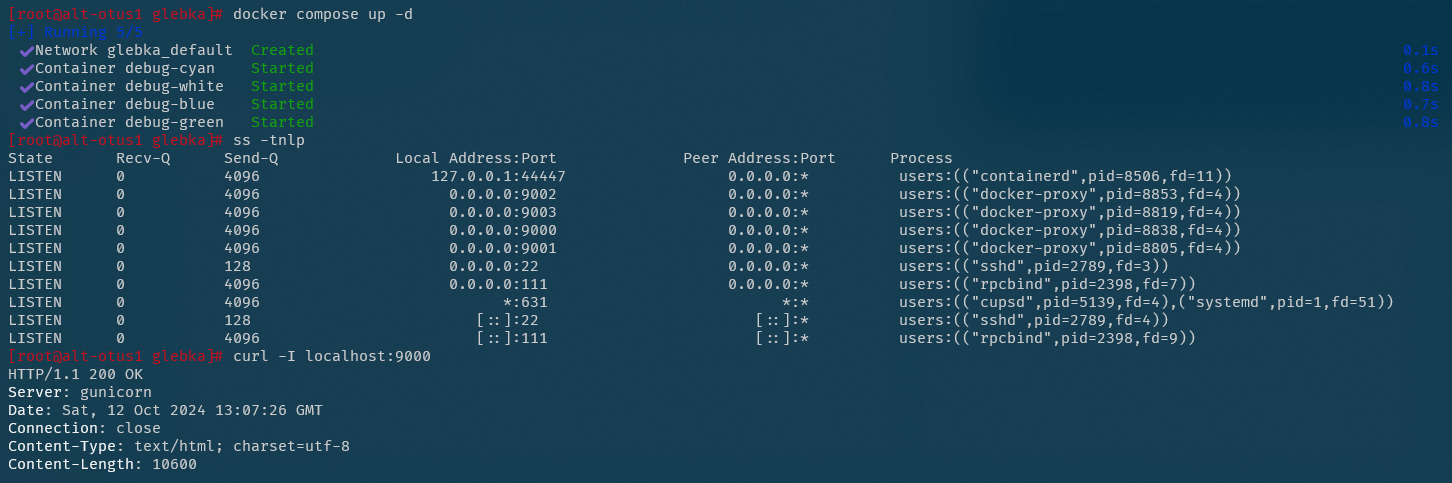 [root@alt-otus1 glebka]# docker compose up -d
[+] Running 5/5
✔Network glebka_default  Created 0.1s
✔Container debug-cyan    Started 0.6s
✔Container debug-white   Started 0.8s
✔Container debug-blue    Started 0.7s
✔Container debug-green   Started 0.8s
[root@alt-otus1 glebka]# ss -tnlp
State Recv-Q Send-Q Local Address:Port Peer Address:Port Process
LISTEN 0 4096 127.0.0.1:44447 0.0.0.0:* users:(("containerd",pid=8506,fd=11))
LISTEN 0 4096 0.0.0.0:9002 0.0.0.0:* users:(("docker-proxy",pid=8853,fd=4))
LISTEN 0 4096 0.0.0.0:9003 0.0.0.0:* users:(("docker-proxy",pid=8819,fd=4))
LISTEN 0 4096 0.0.0.0:9000 0.0.0.0:* users:(("docker-proxy",pid=8838,fd=4))
LISTEN 0 4096 0.0.0.0:9001 0.0.0.0:* users:(("docker-proxy",pid=8805,fd=4))
LISTEN 0 128 0.0.0.0:22 0.0.0.0:* users:(("sshd",pid=2789,fd=3))
LISTEN 0 4096 0.0.0.0:111 0.0.0.0:* users:(("rpcbind",pid=2398,fd=7))
LISTEN 0 4096 *:631 *:* users:(("cupsd",pid=5139,fd=4),("systemd",pid=1,fd=51))
LISTEN 0 128 [::]:22 [::]:* users:(("sshd",pid=2789,fd=4))
LISTEN 0 4096 [::]:111 [::]:* users:(("rpcbind",pid=2398,fd=9))
[root@alt-otus1 glebka]# curl -I localhost:9000
HTTP/1.1 200 OK
Server: gunicorn
Date: Sat, 12 Oct 2024 13:07:26 GMT
Connection: close
Content-Type: text/html; charset=utf-8
Content-Length: 10600